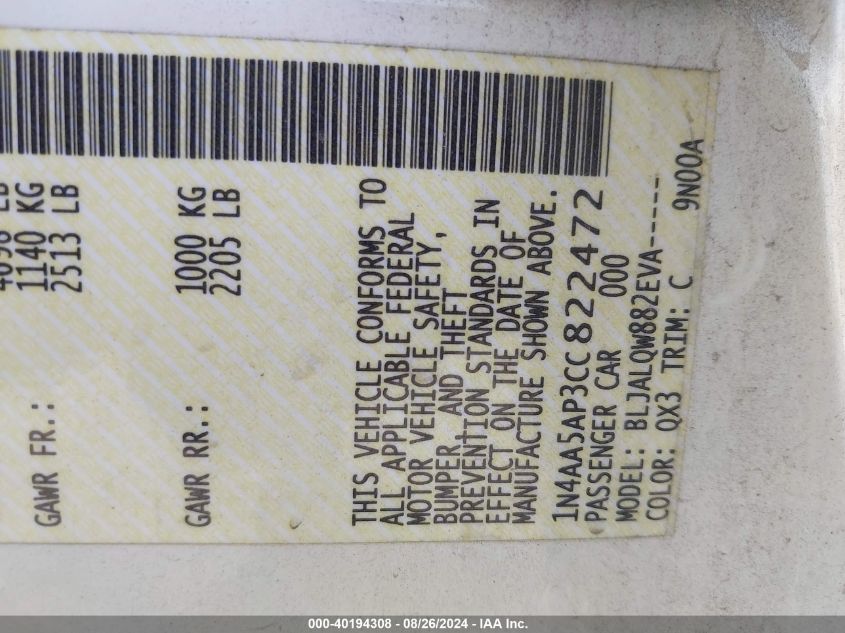 GAWR FR.: 1140 KG
2513 LB
GAWR RR.: 1000 KG
2205 LB
THIS VEHICLE CONFORMS TO
ALL APPLICABLE FEDERAL
MOTOR VEHICLE SAFETY,
BUMPER, AND THEFT
PREVENTION STANDARDS IN
EFFECT ON THE DATE OF
MANUFACTURE SHOWN ABOVE.
1N4AA5AP3CC822472
PASSENGER CAR 000
MODEL: BLJALQW882EVA-----
COLOR: QX3 TRIM: C 9N00A
000-40194308 - 08/26/2024 - IAA Inc.